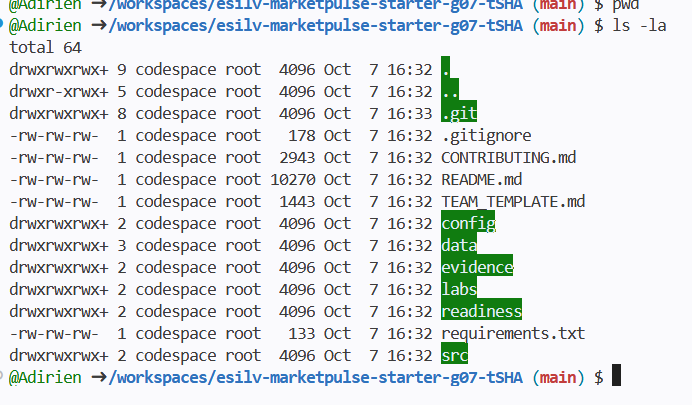 @Adirien ➜/workspaces/esilv-marketpulse-starter-g07-tSHA (main) $ pwd
@Adirien ➜/workspaces/esilv-marketpulse-starter-g07-tSHA (main) $ ls -la
total 64
drwxrwxrwx+ 9 codespace root  4096 Oct  7 16:32 .
drwxr-xrwx+ 5 codespace root  4096 Oct  7 16:32 ..
drwxrwxrwx+ 8 codespace root  4096 Oct  7 16:33 .git
-rw-rw-rw-  1 codespace root   178 Oct  7 16:32 .gitignore
-rw-rw-rw-  1 codespace root  2943 Oct  7 16:32 CONTRIBUTING.md
-rw-rw-rw-  1 codespace root 10270 Oct  7 16:32 README.md
-rw-rw-rw-  1 codespace root  1443 Oct  7 16:32 TEAM_TEMPLATE.md
drwxrwxrwx+ 2 codespace root  4096 Oct  7 16:32 config
drwxrwxrwx+ 3 codespace root  4096 Oct  7 16:32 data
drwxrwxrwx+ 2 codespace root  4096 Oct  7 16:32 evidence
drwxrwxrwx+ 2 codespace root  4096 Oct  7 16:32 labs
drwxrwxrwx+ 2 codespace root  4096 Oct  7 16:32 readiness
-rw-rw-rw-  1 codespace root   133 Oct  7 16:32 requirements.txt
drwxrwxrwx+ 2 codespace root  4096 Oct  7 16:32 src
@Adirien ➜/workspaces/esilv-marketpulse-starter-g07-tSHA (main) $